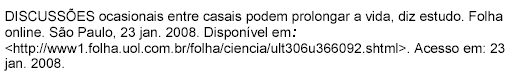 DISCUSSÕES ocasionais entre casais podem prolongar a vida, diz estudo. Folha
online. São Paulo, 23 jan. 2008. Disponível em:
<http://www1.folha.uol.com.br/folha/ciencia/ult306u366092.shtml>. Acesso em: 23
jan. 2008.